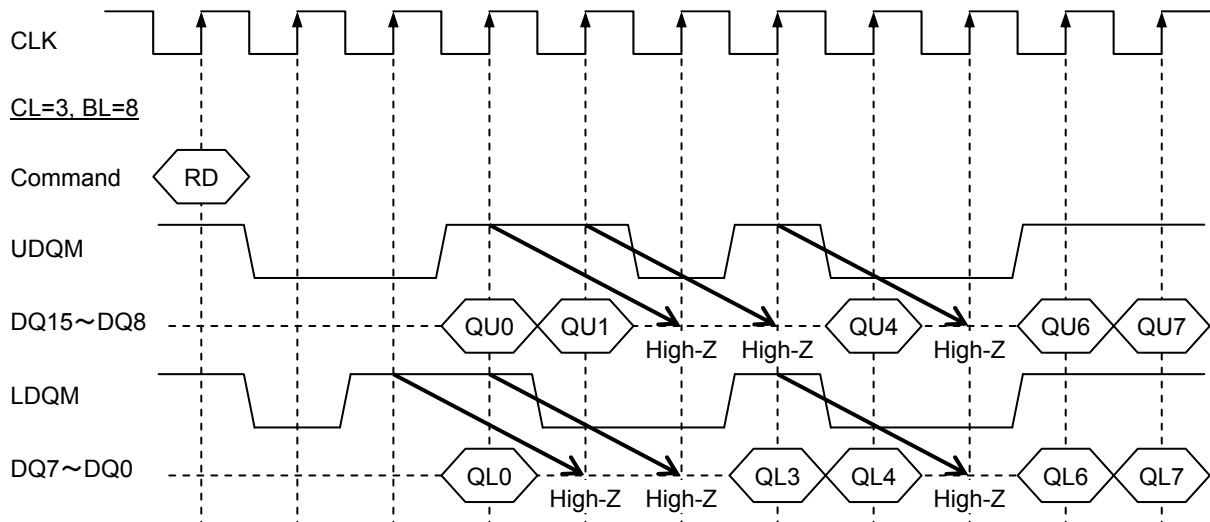 CLK
CL=3, BL=8
Command RD
UDQM
DQ15～DQ8 QU0 QU1 QU4 QU6 QU7
High-Z High-Z High-Z
LDQM
DQ7～DQ0 QL0 QL3 QL4 QL6 QL7
High-Z High-Z High-Z